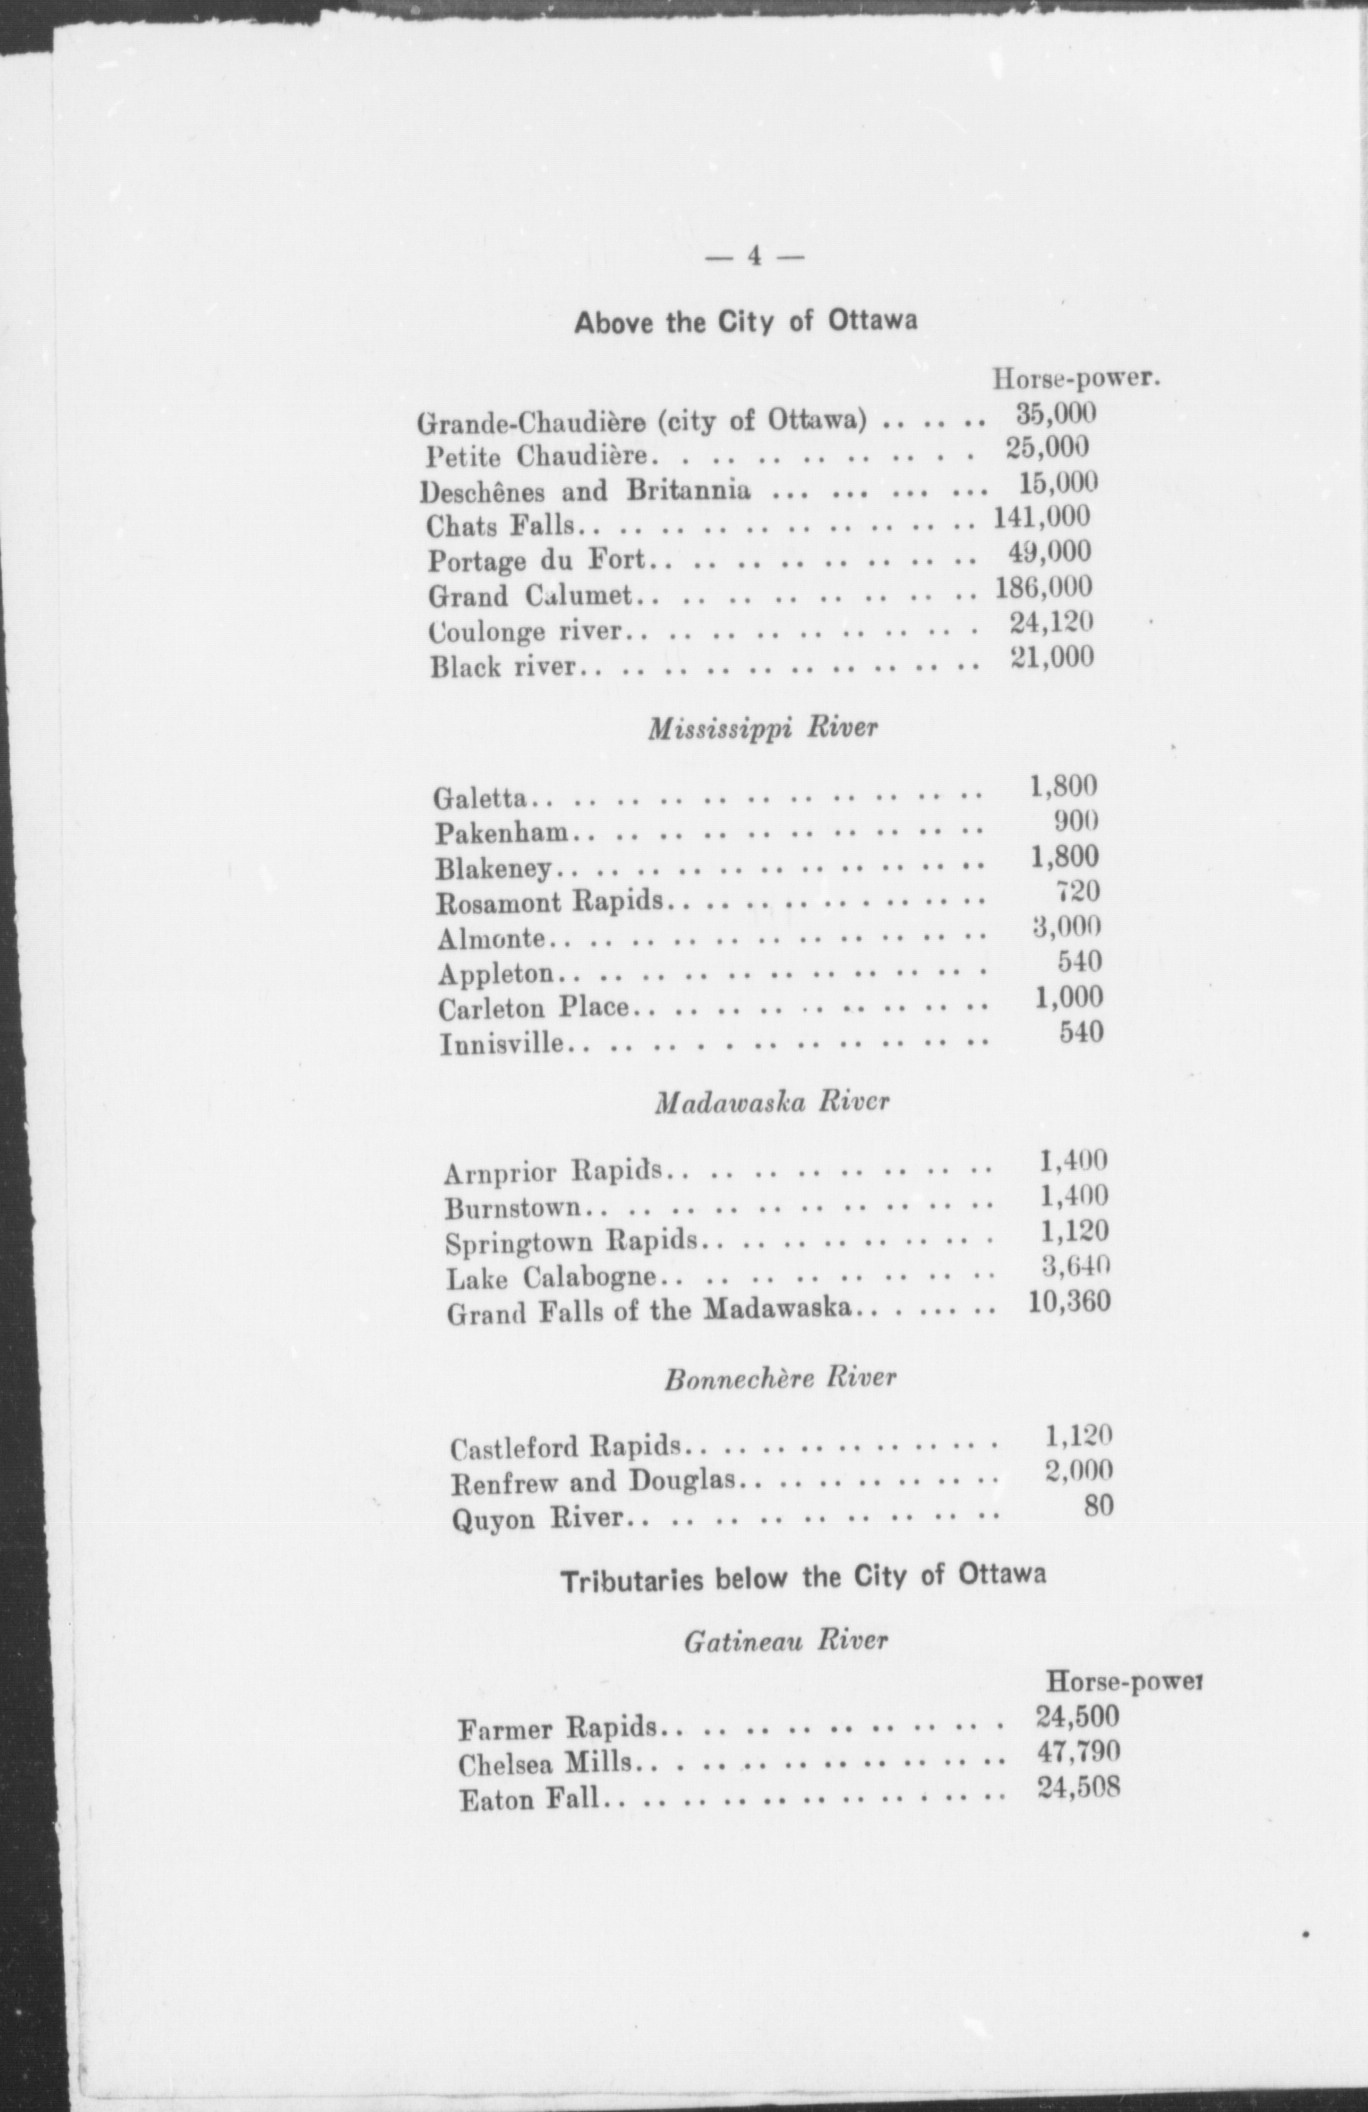 — 4 —
Above the City of Ottawa
Horse-power.
Grande-Chaudière (city of Ottawa) . . . . . . 35,000
Petite Chaudière. . . . . . . . . . . . . 25,000
Deschênes and Britannia ... ... ... ... 15,000
Chats Falls. . . . . . . . . . . . . . . . . . . 141,000
Portage du Fort. . . . . . . . . . . . . . . . 49,000
Grand Calumet. . . . . . . . . . . . . . . . 186,000
Coulonge river. . . . . . . . . . . . . . . . 24,120
Black river. . . . . . . . . . . . . . . . . . . 21,000
Mississippi River
Galetta. . . . . . . . . . . . . . . . . . . . . 1,800
Pakenham. . . . . . . . . . . . . . . . . . . 900
Blakeney. . . . . . . . . . . . . . . . . . . . 1,800
Rosamont Rapids. . . . . . . . . . . . . . . 720
Almonte. . . . . . . . . . . . . . . . . . . . 3,000
Appleton. . . . . . . . . . . . . . . . . . . 540
Carleton Place. . . . . . . . . . . . . . . . 1,000
Innisville. . . . . . . . . . . . . . . . . . . 540
Madawaska River
Arnprior Rapids. . . . . . . . . . . . . . . 1,400
Burnstown. . . . . . . . . . . . . . . . . . 1,400
Springtown Rapids. . . . . . . . . . . . . 1,120
Lake Calabogne. . . . . . . . . . . . . . . 3,640
Grand Falls of the Madawaska. . . . . . . . 10,360
Bonnechère River
Castleford Rapids. . . . . . . . . . . . . . 1,120
Renfrew and Douglas. . . . . . . . . . . . 2,000
Quyon River. . . . . . . . . . . . . . . . . 80
Tributaries below the City of Ottawa
Gatineau River
Horse-power
Farmer Rapids. . . . . . . . . . . . . . . . 24,500
Chelsea Mills. . . . . . . . . . . . . . . . . 47,790
Eaton Fall. . . . . . . . . . . . . . . . . . . 24,508